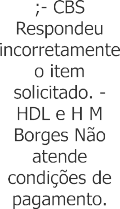 ;- CBS
Respondeu
incorretamente
o item
solicitado. -
HDL e H M
Borges Não
atende
condições de
pagamento.